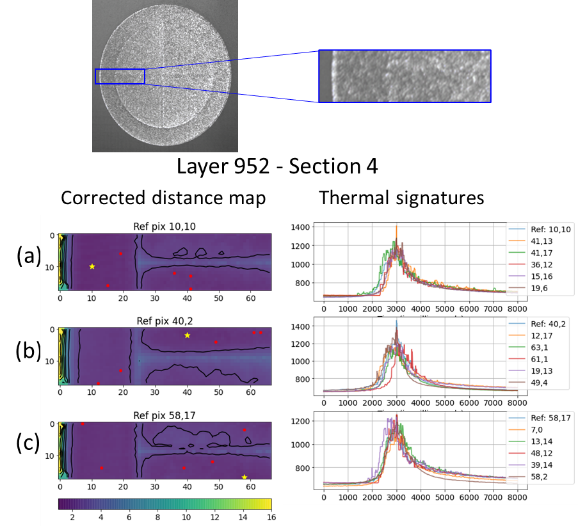 Layer 952 - Section 4
Corrected distance map
Thermal signatures
(a)
Ref pix 10,10
0
10
0 10 20 30 40 50 60
1400
1200
1000
800
0 1000 2000 3000 4000 5000 6000 7000 8000
Ref: 10,10
41,13
41,17
36,12
15,16
19,6
(b)
Ref pix 40,2
0
10
0 10 20 30 40 50 60
1400
1200
1000
800
0 1000 2000 3000 4000 5000 6000 7000 8000
Ref: 40,2
12,17
63,1
61,1
19,13
49,4
(c)
Ref pix 58,17
0
10
0 10 20 30 40 50 60
1200
1000
800
0 1000 2000 3000 4000 5000 6000 7000 8000
Ref: 58,17
7,0
13,14
48,12
39,14
58,2
2 4 6 8 10 12 14 16